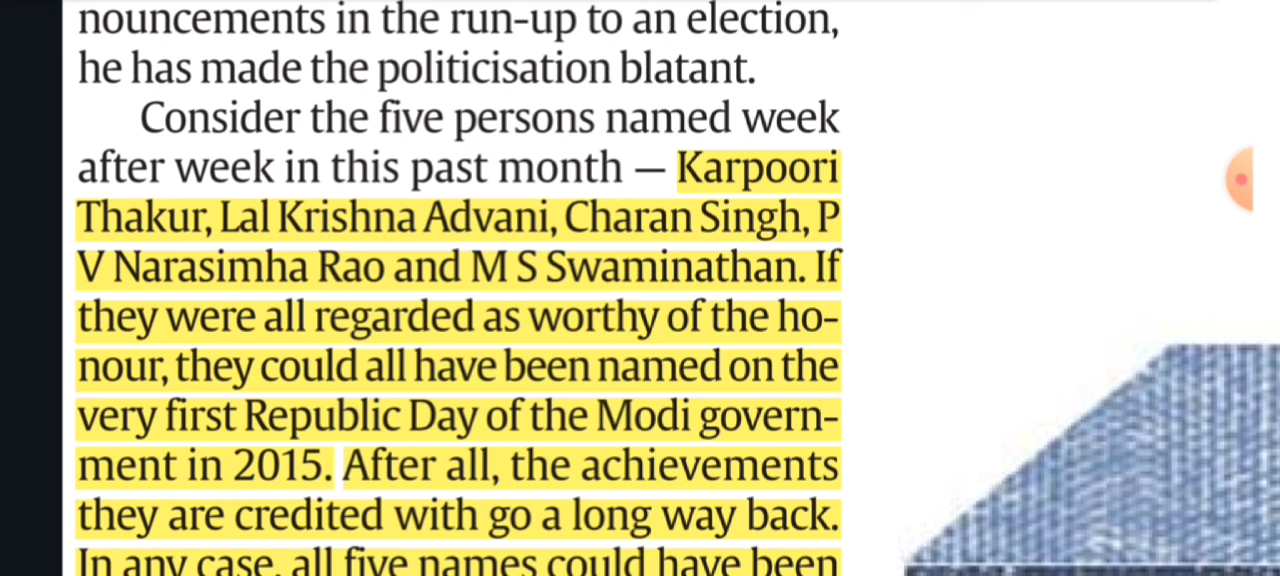 nouncements in the run-up to an election,
he has made the politicisation blatant.
Consider the five persons named week
after week in this past month — Karpoori
Thakur, Lal Krishna Advani, Charan Singh, P
V Narasimha Rao and M S Swaminathan. If
they were all regarded as worthy of the ho-
nour, they could all have been named on the
very first Republic Day of the Modi govern-
ment in 2015. After all, the achievements
they are credited with go a long way back.
In any case, all five names could have been